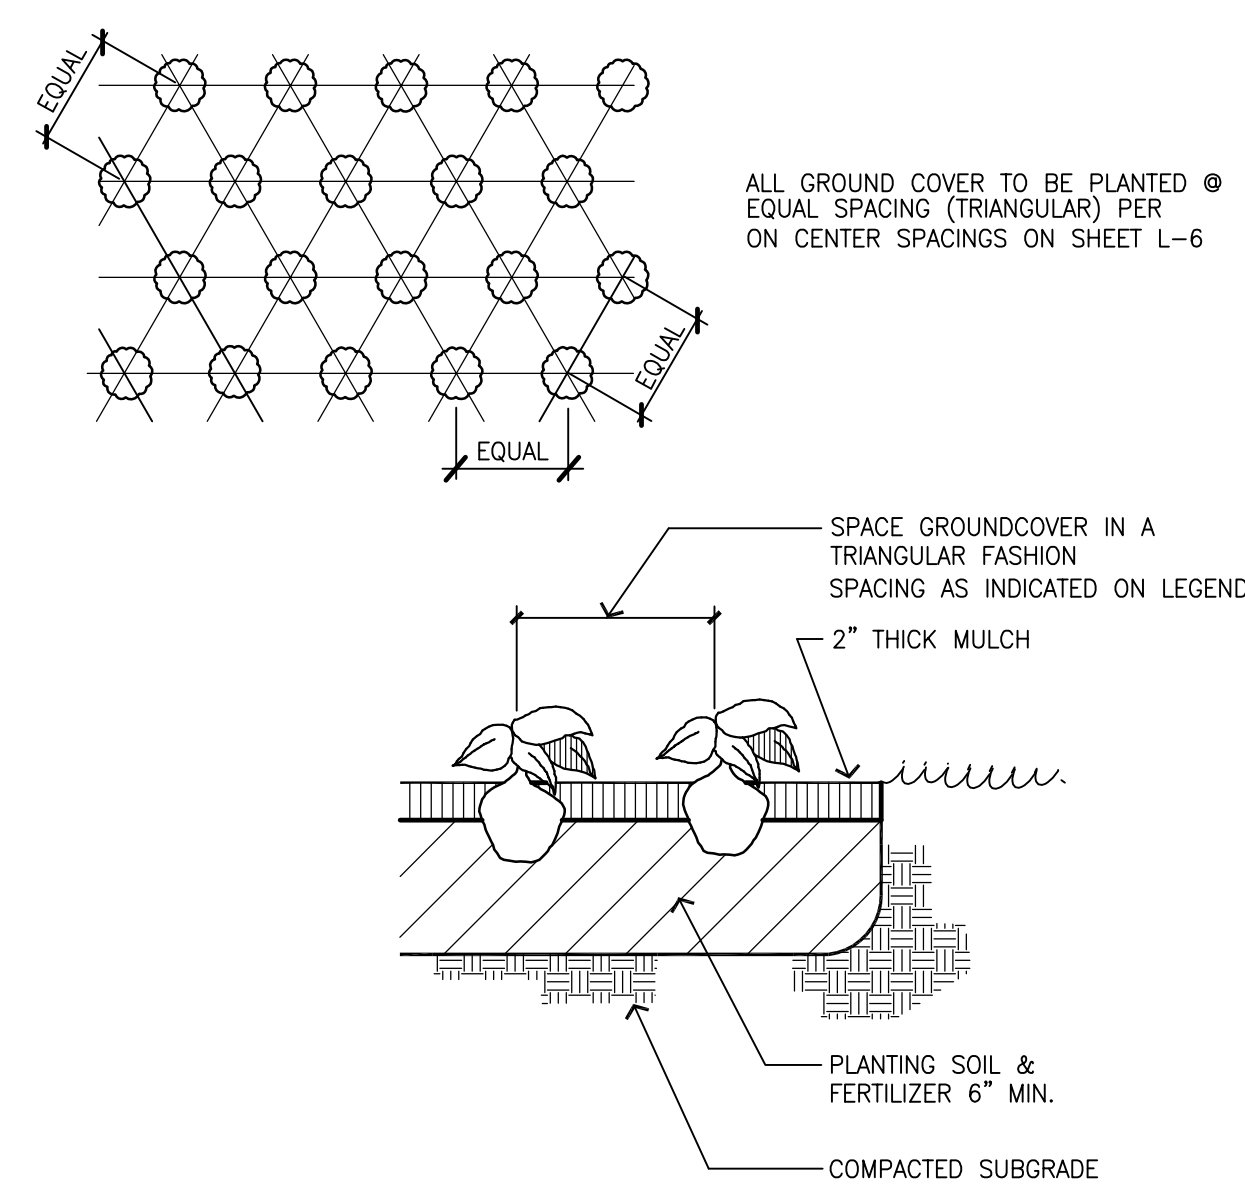 EQUAL
ALL GROUND COVER TO BE PLANTED @
EQUAL SPACING (TRIANGULAR) PER
ON CENTER SPACINGS ON SHEET L-6
EQUAL
EQUAL
SPACE GROUNDCOVER IN A
TRIANGULAR FASHION
SPACING AS INDICATED ON LEGEND
2" THICK MULCH
PLANTING SOIL &
FERTILIZER 6" MIN.
COMPACTED SUBGRADE